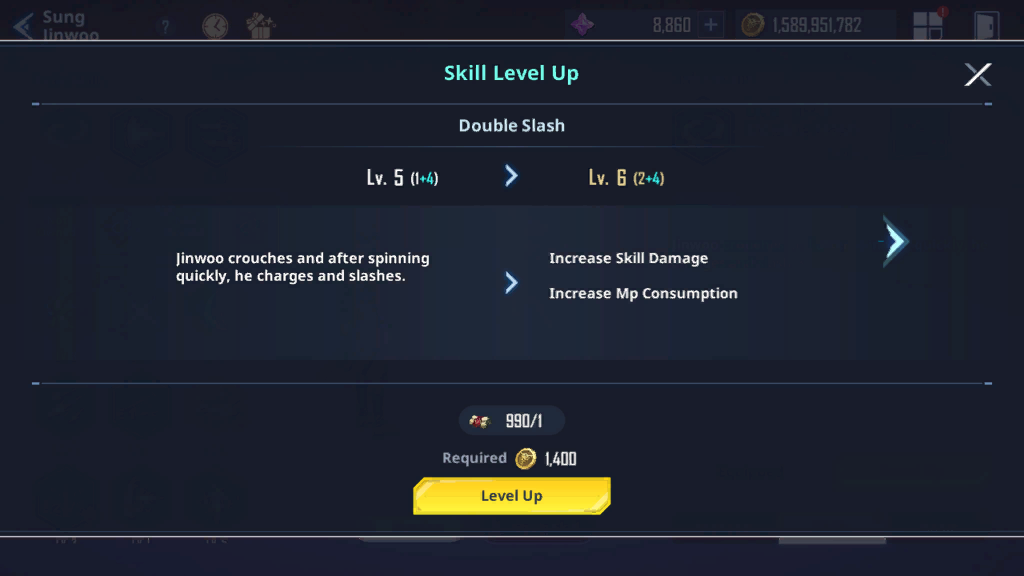 Sung
Jinwoo
?
8,860 +
1,589,951,782
Skill Level Up
Double Slash
Lv. 5 (1+4)
Lv. 6 (2+4)
Jinwoo crouches and after spinning
quickly, he charges and slashes.
Increase Skill Damage
Increase Mp Consumption
990/1
Required 1,400
Level Up